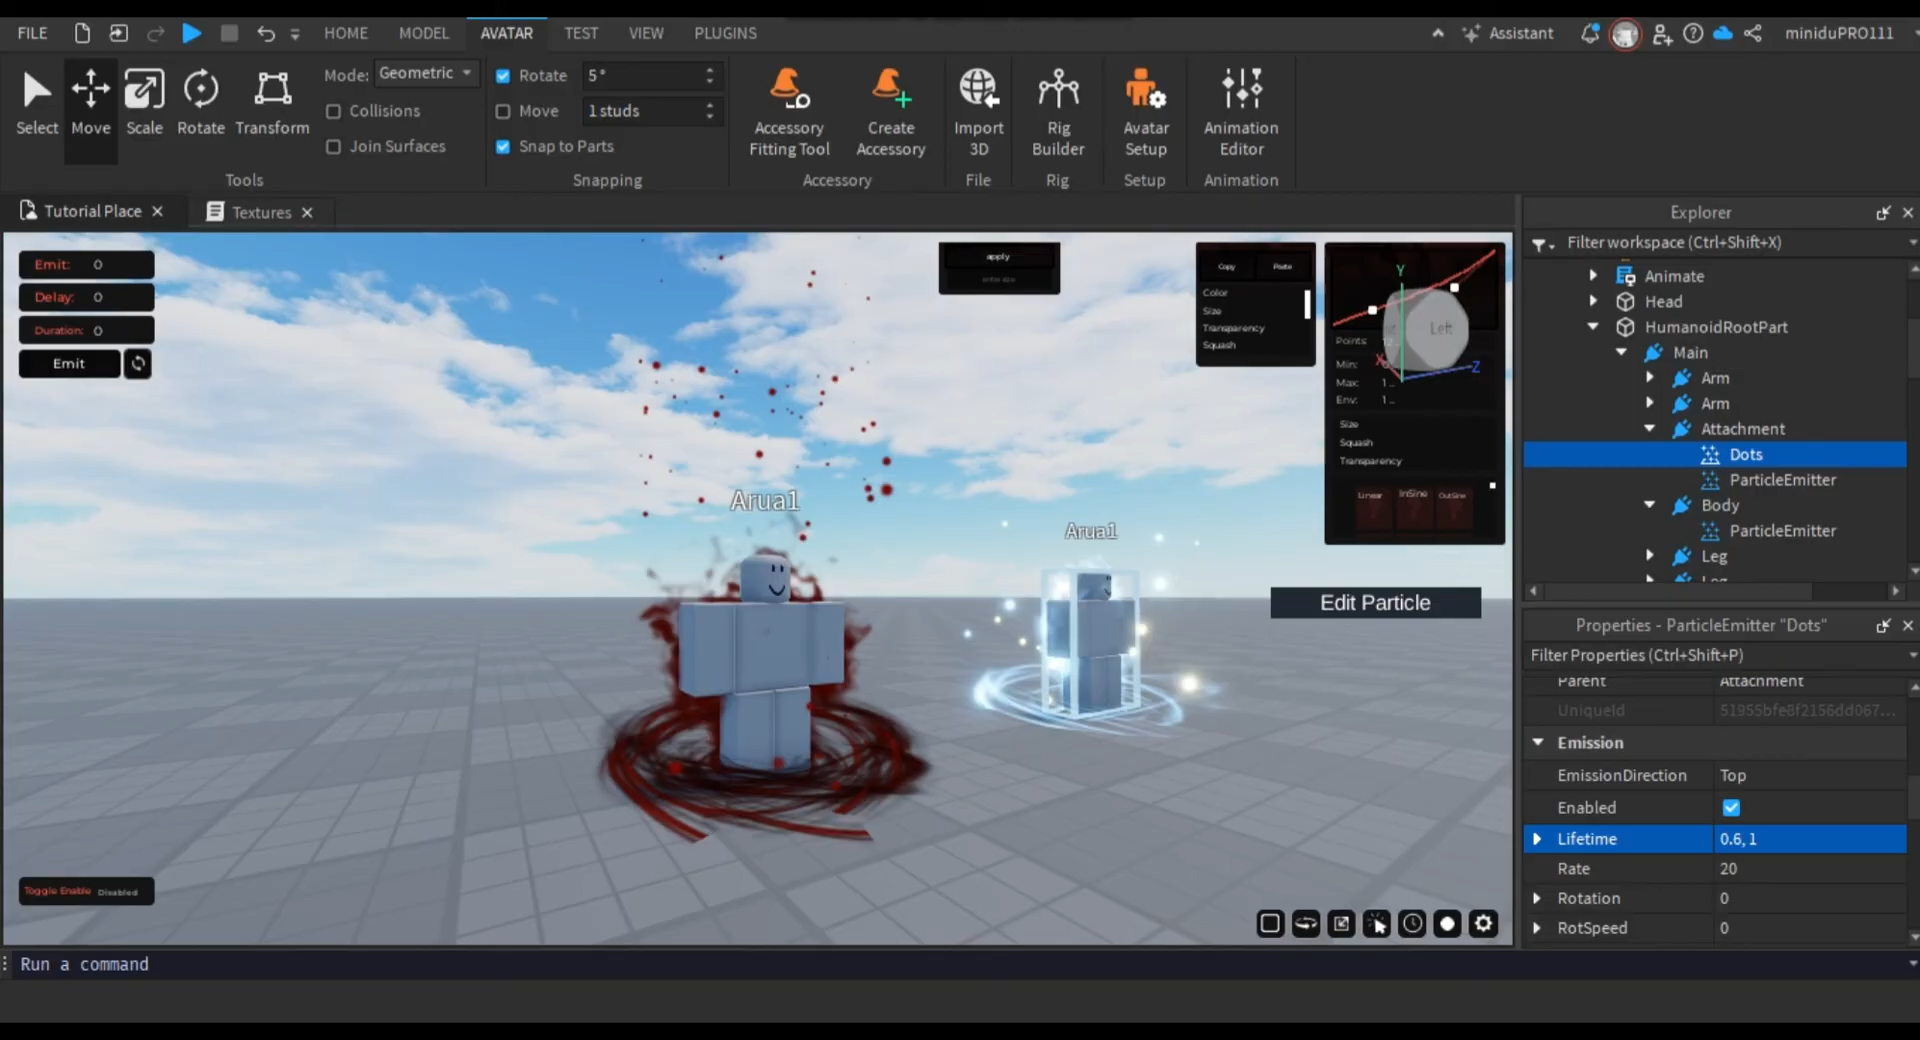 FILE
HOME
MODEL
AVATAR
TEST
VIEW
PLUGINS
Assistant
miniduPRO111
Select
Move
Scale
Rotate
Transform
Mode:
Geometric
Collisions
Join Surfaces
Tools
Rotate
5°
Move
1 studs
Snap to Parts
Snapping
Accessory
Fitting Tool
Create
Accessory
Accessory
Import
3D
File
Rig
Builder
Rig
Avatar
Setup
Setup
Animation
Editor
Animation
Tutorial Place
Textures
Emit: 0
Delay: 0
Duration: 0
Emit
apply
Copy
Paste
Color
Size
Transparency
Squash
Y
Left
X
Z
Points:
Min:
Max: 1 ..
Env: 1 ..
Size
Squash
Transparency
Linear
InSine
OutSine
Arua1
Arua1
Edit Particle
Toggle Enable Disabled
Run a command
Explorer
Filter workspace (Ctrl+Shift+X)
Animate
Head
HumanoidRootPart
Main
Arm
Arm
Attachment
Dots
ParticleEmitter
Body
ParticleEmitter
Leg
Leg
Properties - ParticleEmitter "Dots"
Filter Properties (Ctrl+Shift+P)
Parent Attachment
UniqueId 51955bfe8f2156dd067...
Emission
EmissionDirection Top
Enabled
Lifetime 0.6, 1
Rate 20
Rotation 0
RotSpeed 0